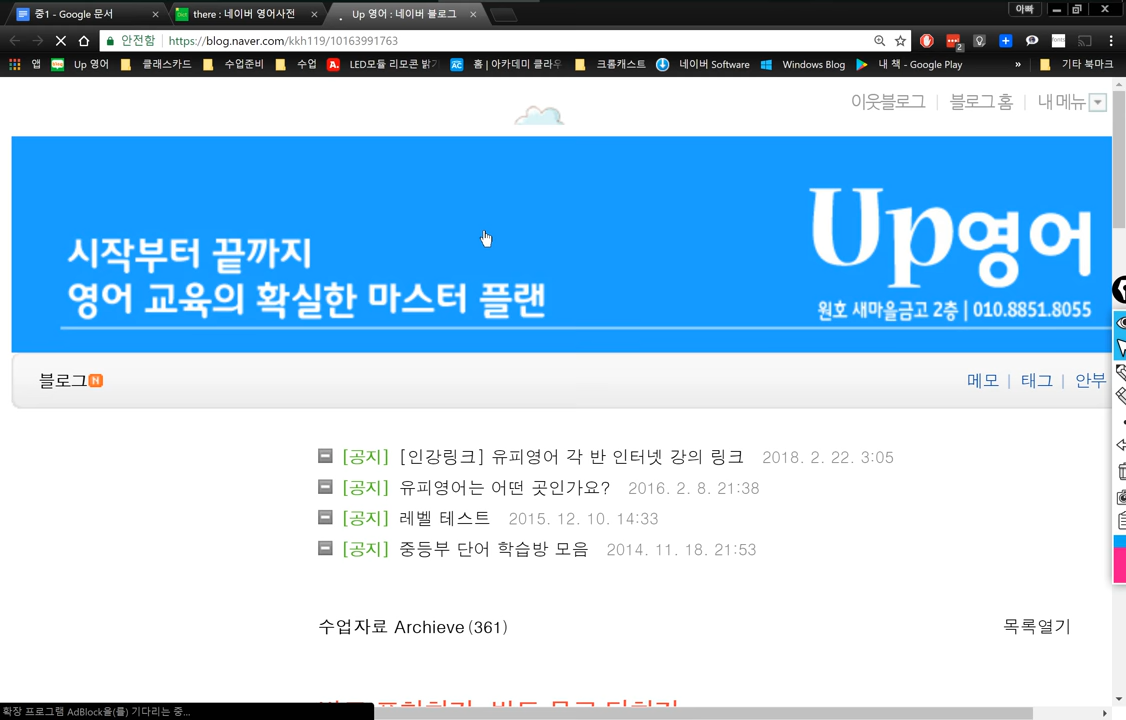 중1 - Google 문서
there : 네이버 영어사전
Up 영어 : 네이버 블로그
아빠
안전함
https://blog.naver.com/kkh119/10163991763
앱
Up 영어
클래스카드
수업준비
수업
LED모듈 리모콘 밝기
홈 | 아카데미 클라우
크롬캐스트
네이버 Software
Windows Blog
내 책 - Google Play
»
기타 북마크
이웃블로그 | 블로그 홈 | 내 메뉴
시작부터 끝까지
영어 교육의 확실한 마스터 플랜
Up영어
원호 새마을금고 2층 | 010.8851.8055
블로그 N
메모 | 태그 | 안부
[공지] [인강링크] 유피영어 각 반 인터넷 강의 링크 2018. 2. 22. 3:05
[공지] 유피영어는 어떤 곳인가요? 2016. 2. 8. 21:38
[공지] 레벨 테스트 2015. 12. 10. 14:33
[공지] 중등부 단어 학습방 모음 2014. 11. 18. 21:53
수업자료 Archieve (361)
목록열기
확장 프로그램 AdBlock을(를) 기다리는 중...